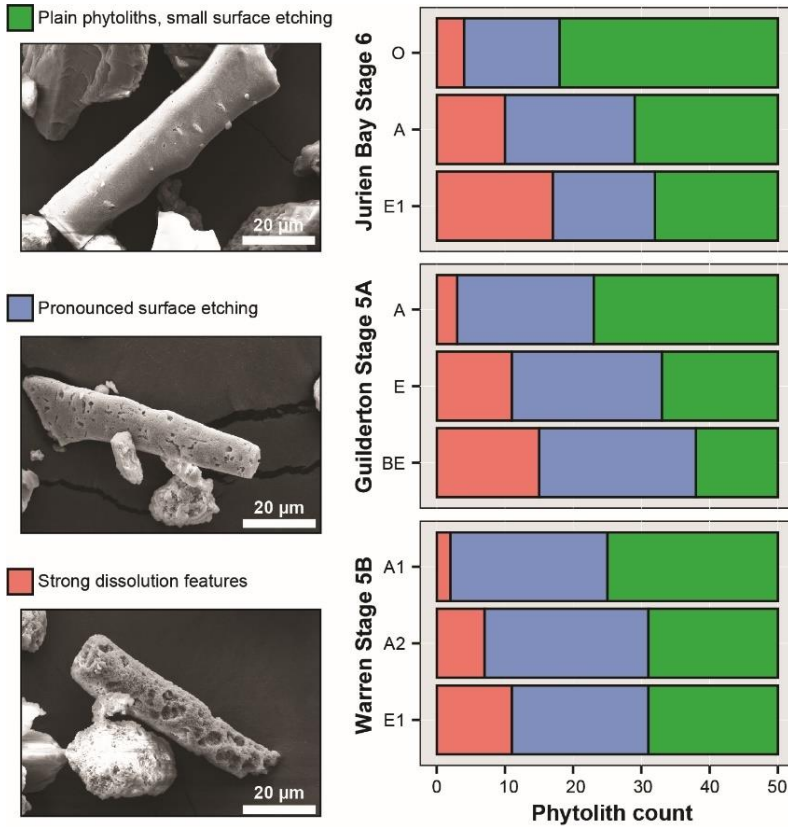 Plain phytoliths, small surface etching
20 µm
Pronounced surface etching
20 µm
Strong dissolution features
20 µm
Jurien Bay Stage 6
O
A
E1
Guilderton Stage 5A
A
E
BE
Warren Stage 5B
A1
A2
E1
0 10 20 30 40 50
Phytolith count